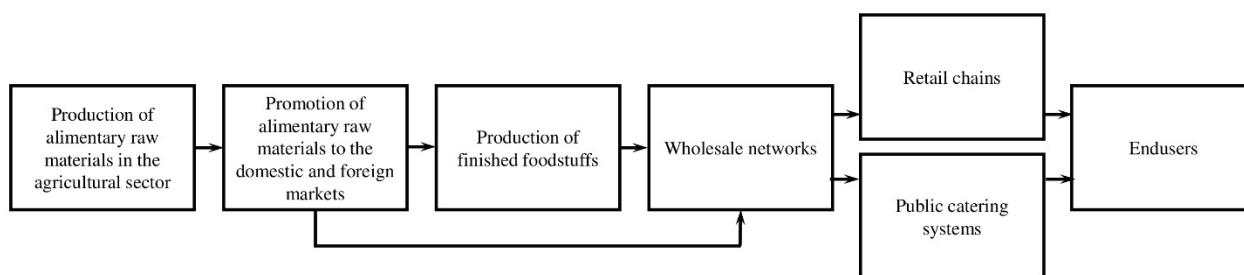 Production of
alimentary raw
materials in the
agricultural sector
Promotion of
alimentary raw
materials to the
domestic and foreign
markets
Production of
finished foodstuffs
Wholesale networks
Retail chains
Public catering
systems
Endusers